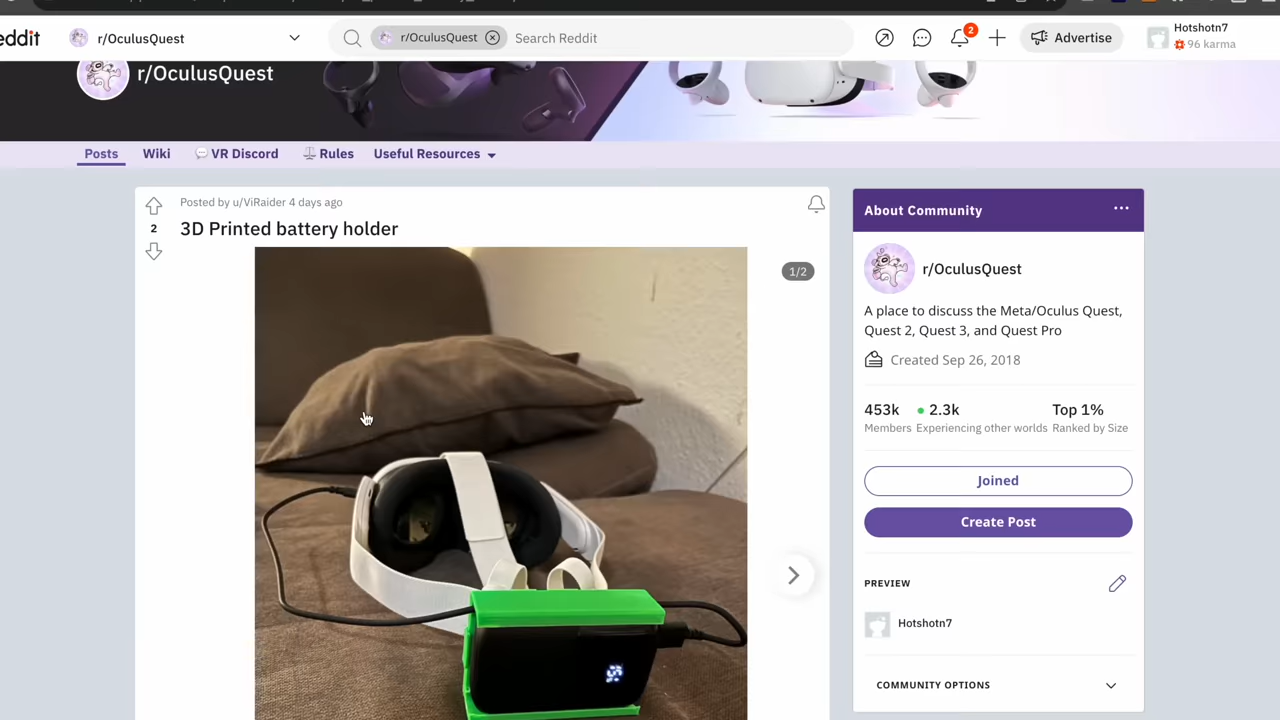 eddit
r/OculusQuest
r/OculusQuest
Search Reddit
2
Advertise
Hotshotn7
96 karma
r/OculusQuest
Posts
Wiki
VR Discord
Rules
Useful Resources
Posted by u/ViRaider 4 days ago
2
3D Printed battery holder
1/2
About Community
r/OculusQuest
A place to discuss the Meta/Oculus Quest,
Quest 2, Quest 3, and Quest Pro
Created Sep 26, 2018
453k 2.3k Top 1%
Members Experiencing other worlds Ranked by Size
Joined
Create Post
PREVIEW
Hotshotn7
COMMUNITY OPTIONS